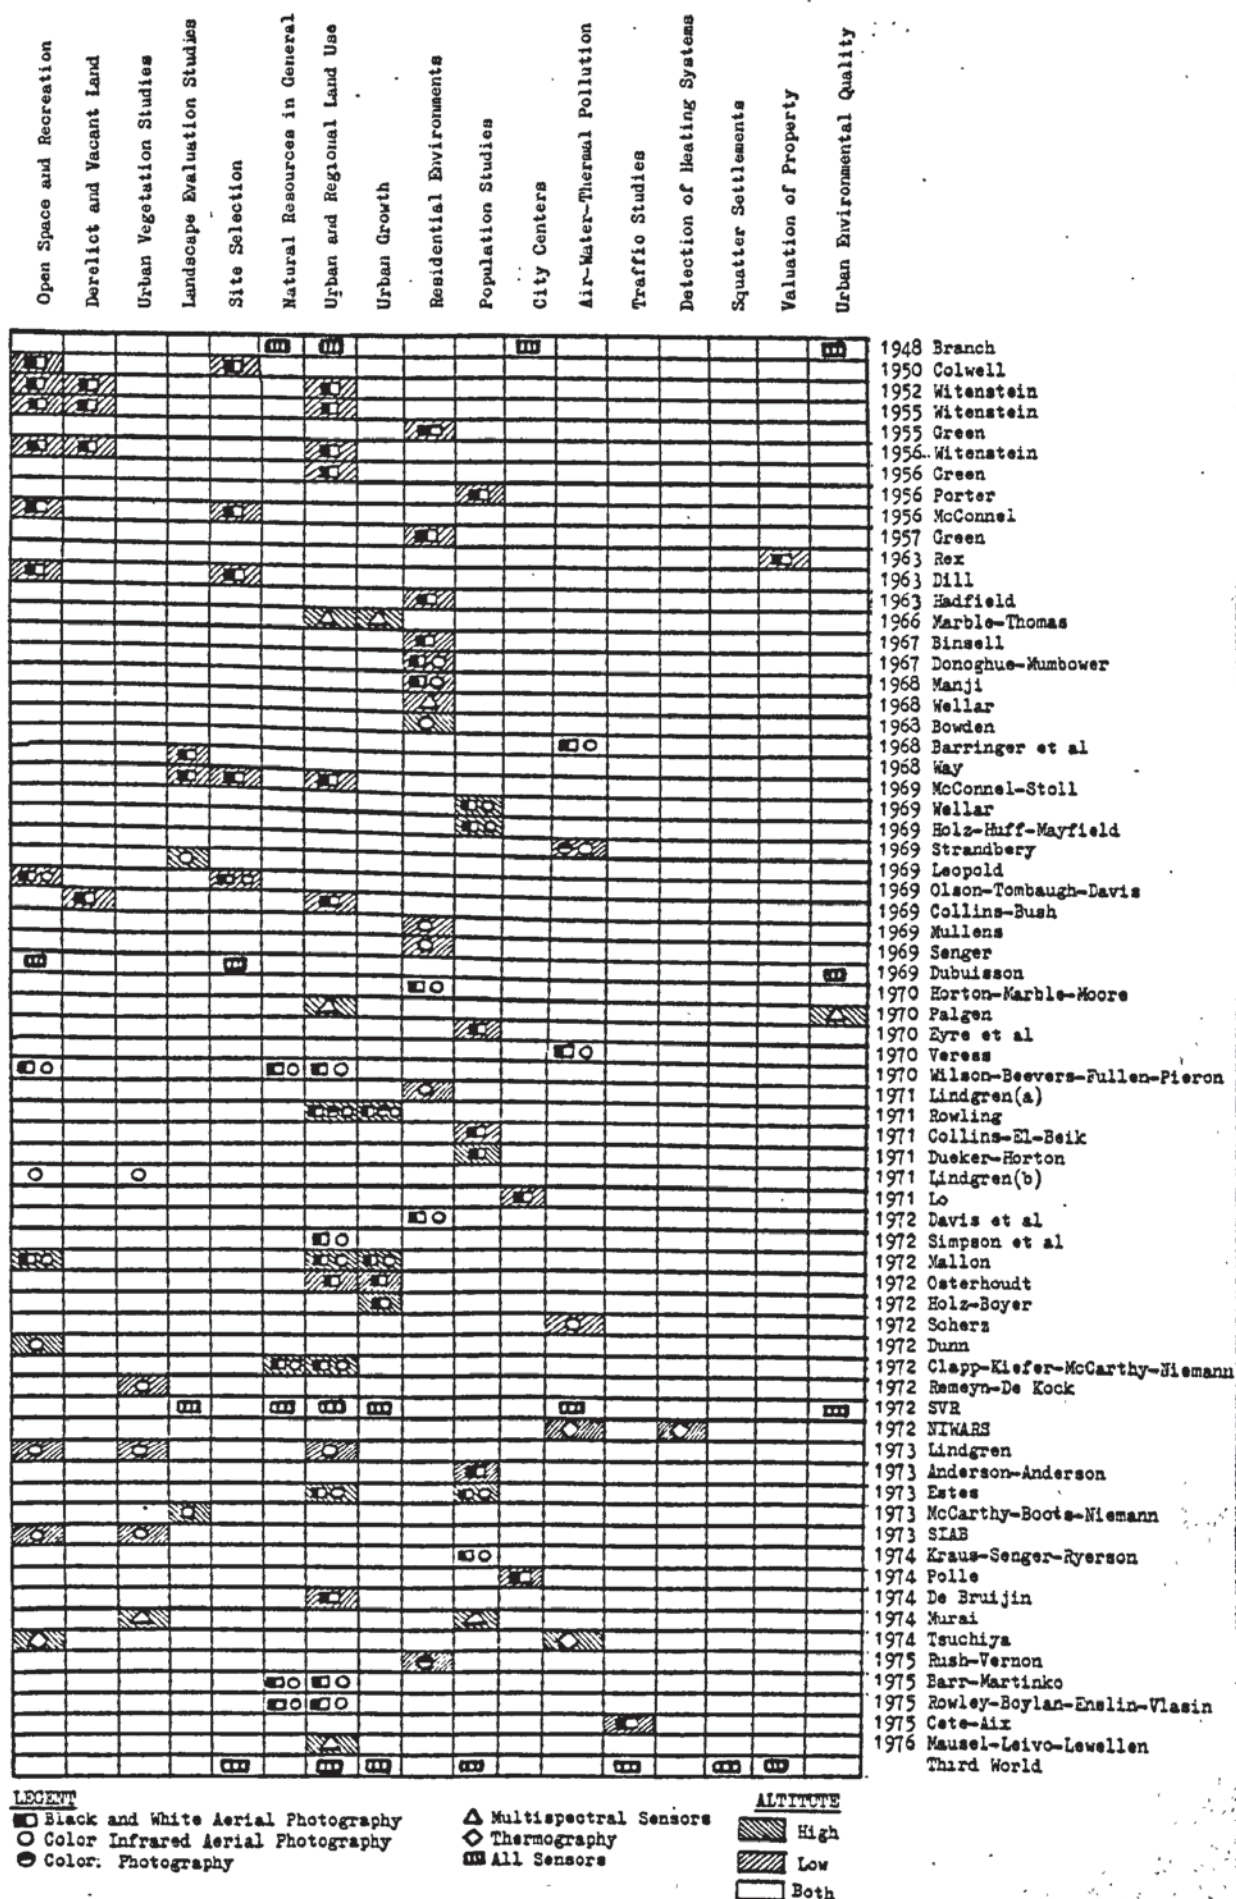 Open Space and Recreation
Derelict and Vacant Land
Urban Vegetation Studies
Landscape Evaluation Studies
Site Selection
Natural Resources in General
Urban and Regional Land Use
Urban Growth
Residential Environments
Population Studies
City Centers
Air-Water-Thermal Pollution
Traffic Studies
Detection of Heating Systems
Squatter Settlements
Valuation of Property
Urban Environmental Quality
1948 Branch
1950 Colwell
1952 Witenstein
1955 Witenstein
1955 Green
1956 Witenstein
1956 Green
1956 Porter
1956 McConnel
1957 Green
1963 Rex
1963 Dill
1963 Hadfield
1966 Marble-Thomas
1967 Binsell
1967 Donoghue-Mumbower
1968 Manji
1968 Wellar
1968 Bowden
1968 Barringer et al
1968 Way
1969 McConnel-Stoll
1969 Wellar
1969 Holz-Huff-Mayfield
1969 Strandbery
1969 Leopold
1969 Olson-Tombaugh-Davis
1969 Collins-Bush
1969 Mullens
1969 Senger
1969 Dubuisson
1970 Horton-Marble-Moore
1970 Palgen
1970 Eyre et al
1970 Veress
1970 Wilson-Beevers-Fullen-Pieron
1971 Lindgren(a)
1971 Rowling
1971 Collins-El-Beik
1971 Dueker-Horton
1971 Lindgren(b)
1971 Lo
1972 Davis et al
1972 Simpson et al
1972 Mallon
1972 Osterhoudt
1972 Holz-Boyer
1972 Scherz
1972 Dunn
1972 Clapp-Kiefer-McCarthy-Niemann
1972 Remeyn-De Kock
1972 SVR
1972 NIWARS
1973 Lindgren
1973 Anderson-Anderson
1973 Estes
1973 McCarthy-Boots-Niemann
1973 SIAB
1974 Kraus-Senger-Ryerson
1974 Polle
1974 De Bruijin
1974 Murai
1974 Tsuchiya
1975 Rush-Vernon
1975 Barr-Martinko
1975 Rowley-Boylan-Enslin-Vlasin
1975 Cete-Aix
1976 Mausel-Leivo-Lewellen
Third World
LEGENT
Black and White Aerial Photography
Color Infrared Aerial Photography
Color: Photography
Multispectral Sensors
Thermography
All Sensors
ALTITUTE
High
Low
Both